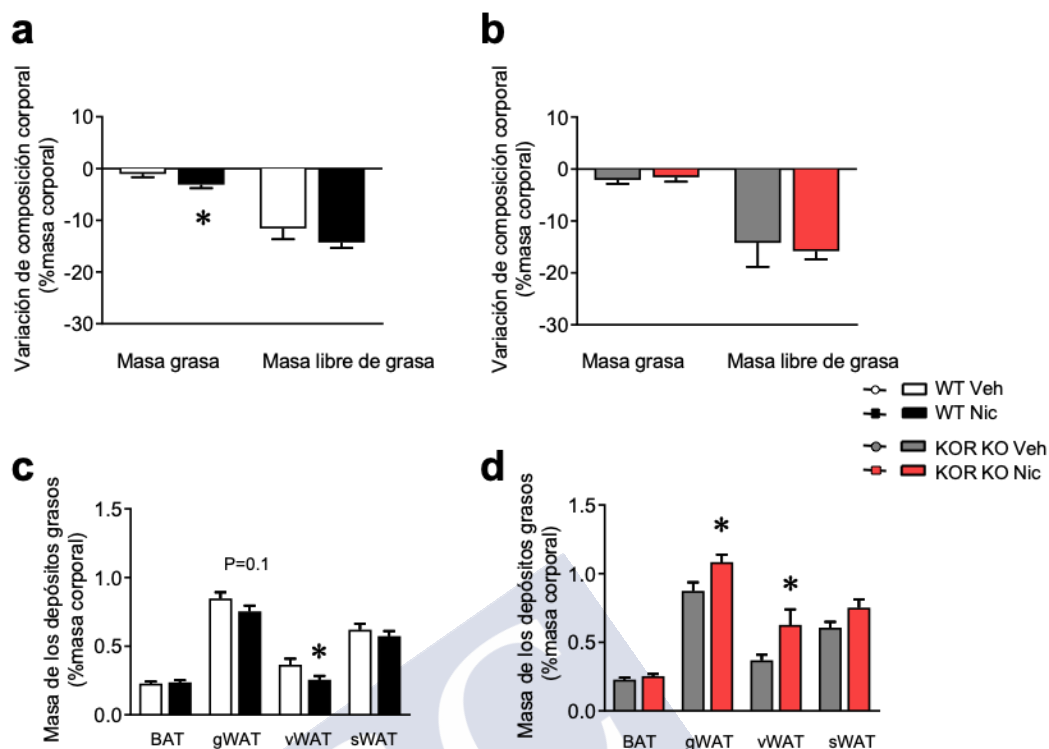 a
Variación de composición corporal
(%masa corporal)
10
0
-10
-20
-30
*
Masa grasa
Masa libre de grasa
b
Variación de composición corporal
(%masa corporal)
10
0
-10
-20
-30
Masa grasa
Masa libre de grasa
WT Veh
WT Nic
KOR KO Veh
KOR KO Nic
c
Masa de los depósitos grasos
(%masa corporal)
1.5
1.0
0.5
0.0
P=0.1
*
BAT
gWAT
vWAT
sWAT
d
Masa de los depósitos grasos
(%masa corporal)
1.5
1.0
0.5
0.0
*
*
BAT
gWAT
vWAT
sWAT